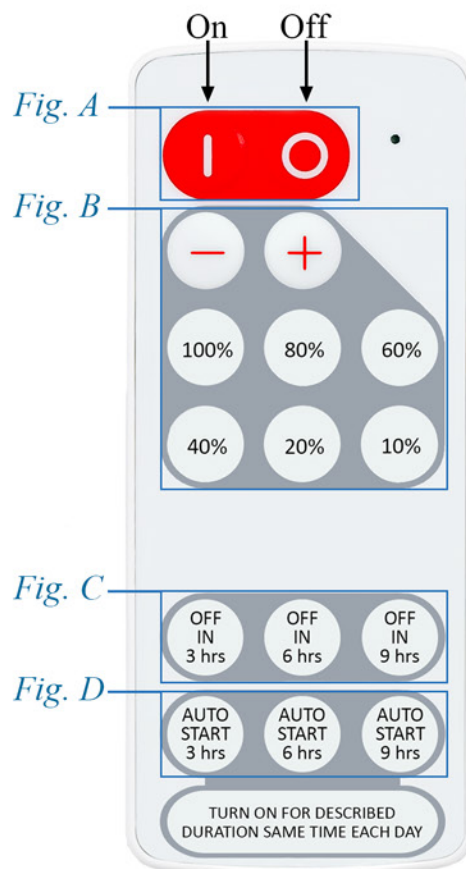 On Off
Fig. A
Fig. B
− +
100% 80% 60%
40% 20% 10%
Fig. C
OFF OFF OFF
IN IN IN
3 hrs 6 hrs 9 hrs
Fig. D
AUTO AUTO AUTO
START START START
3 hrs 6 hrs 9 hrs
TURN ON FOR DESCRIBED
DURATION SAME TIME EACH DAY